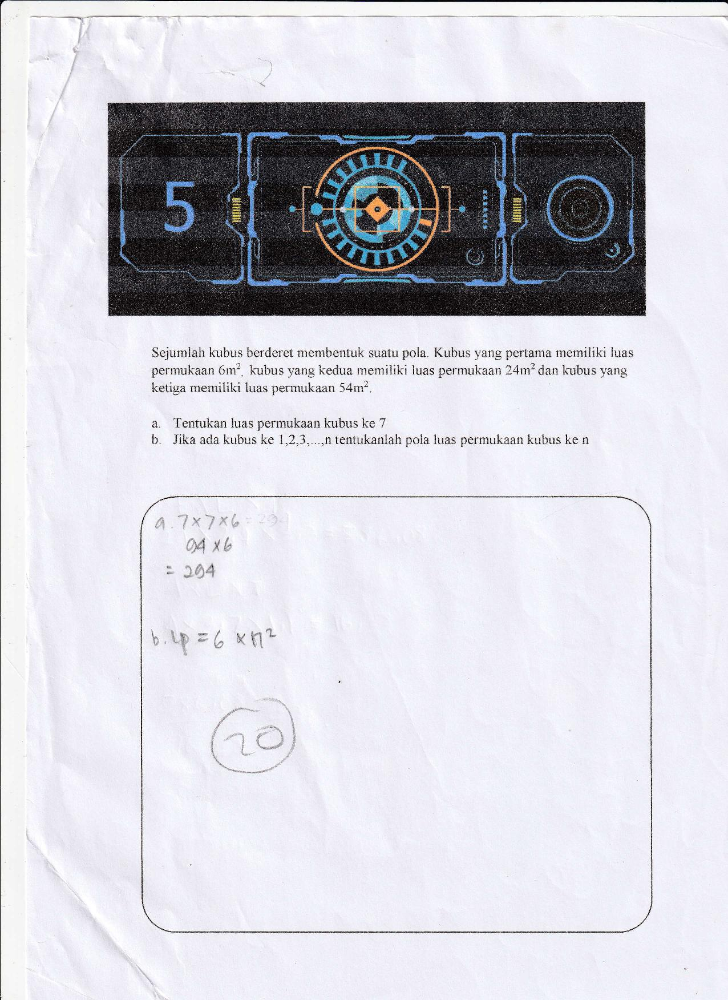 5
Sejumlah kubus berderet membentuk suatu pola. Kubus yang pertama memiliki luas
permukaan 6m², kubus yang kedua memiliki luas permukaan 24m² dan kubus yang
ketiga memiliki luas permukaan 54m².
a. Tentukan luas permukaan kubus ke 7
b. Jika ada kubus ke 1,2,3,...,n tentukanlah pola luas permukaan kubus ke n
a. 7 x 7 x 6 = 294
94 x 6
= 294
b. Lp = 6 x n²
20